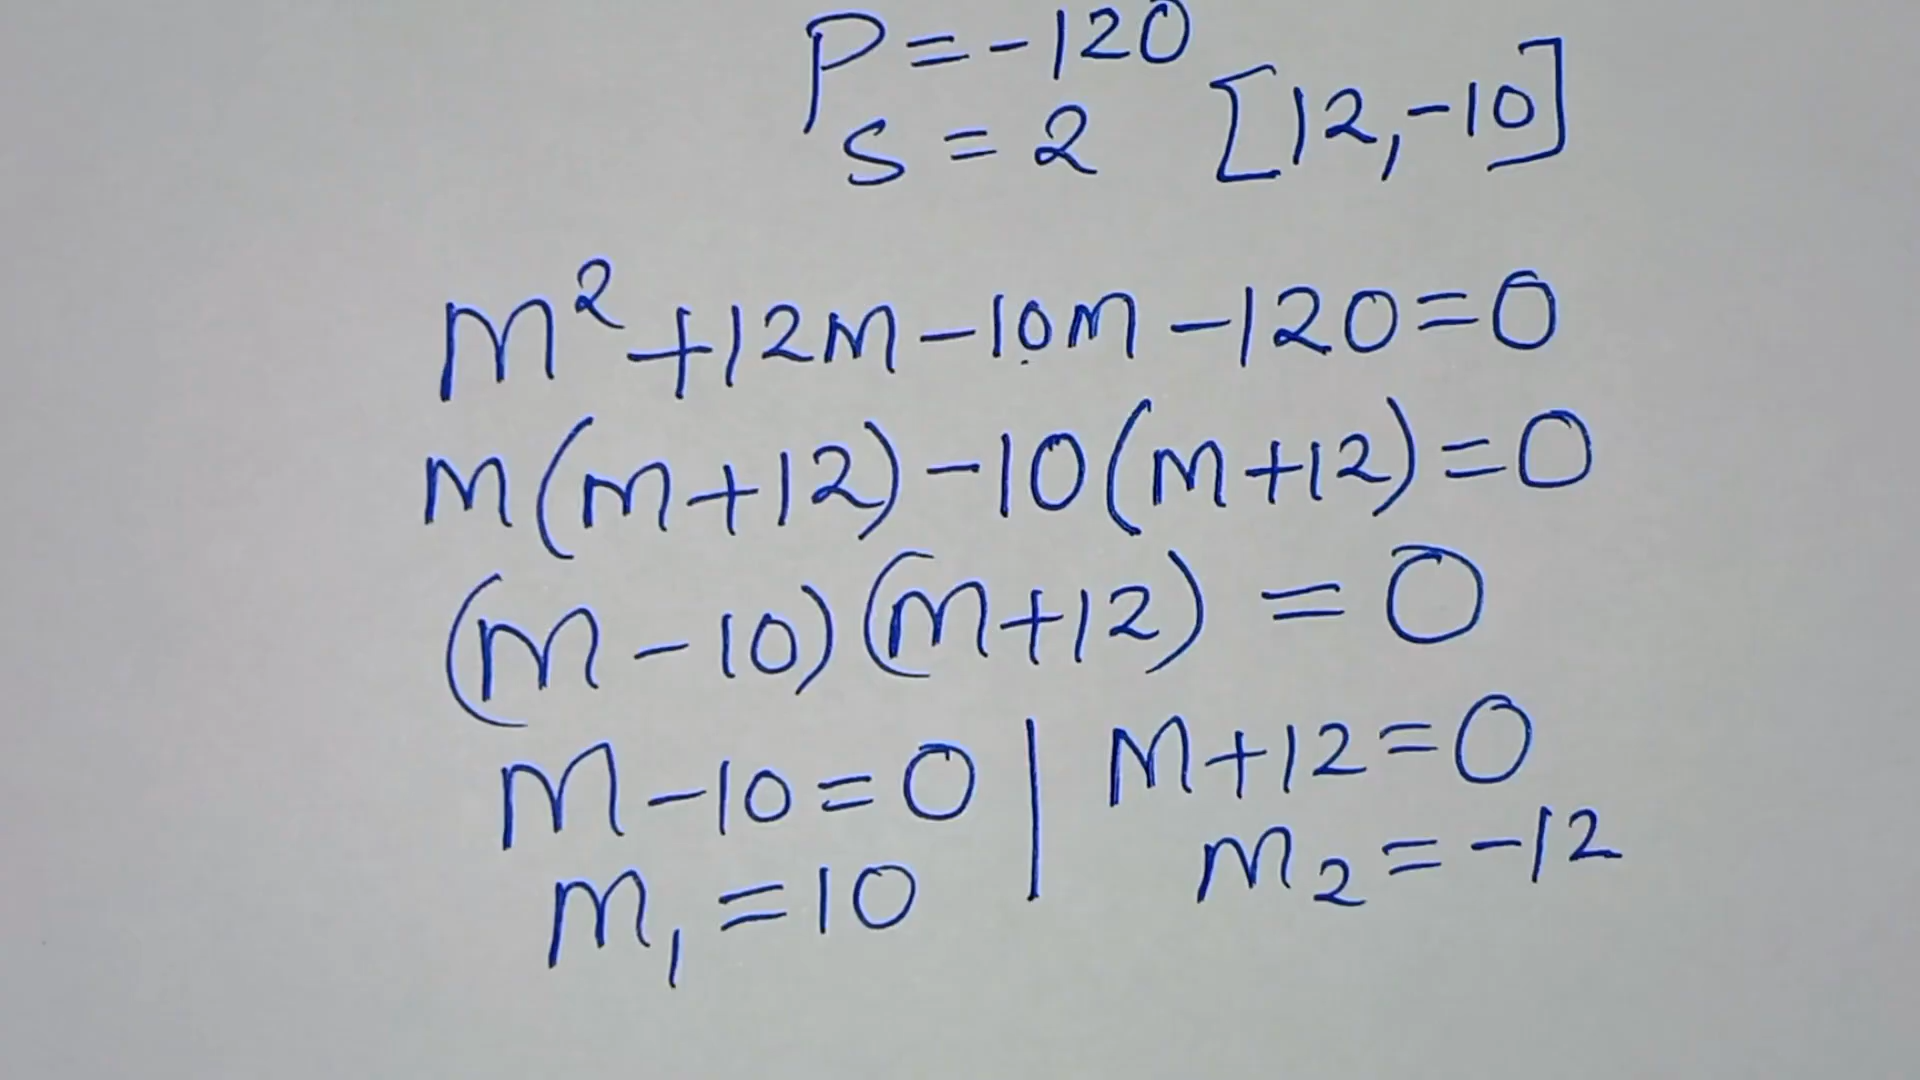 P=-120
S=2 [12,-10]
m²+12m-10m-120=0
m(m+12)-10(m+12)=0
(m-10)(m+12)=0
m-10=0 | m+12=0
m₁=10 | m₂=-12